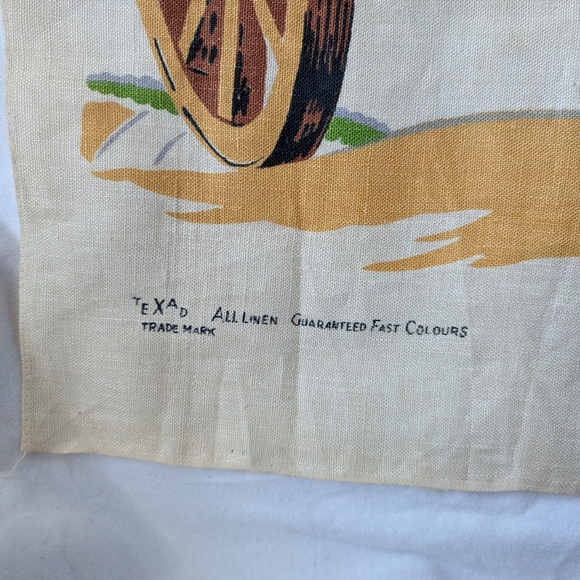 TEXAD ALL LINEN GUARANTEED FAST COLOURS
TRADE MARK